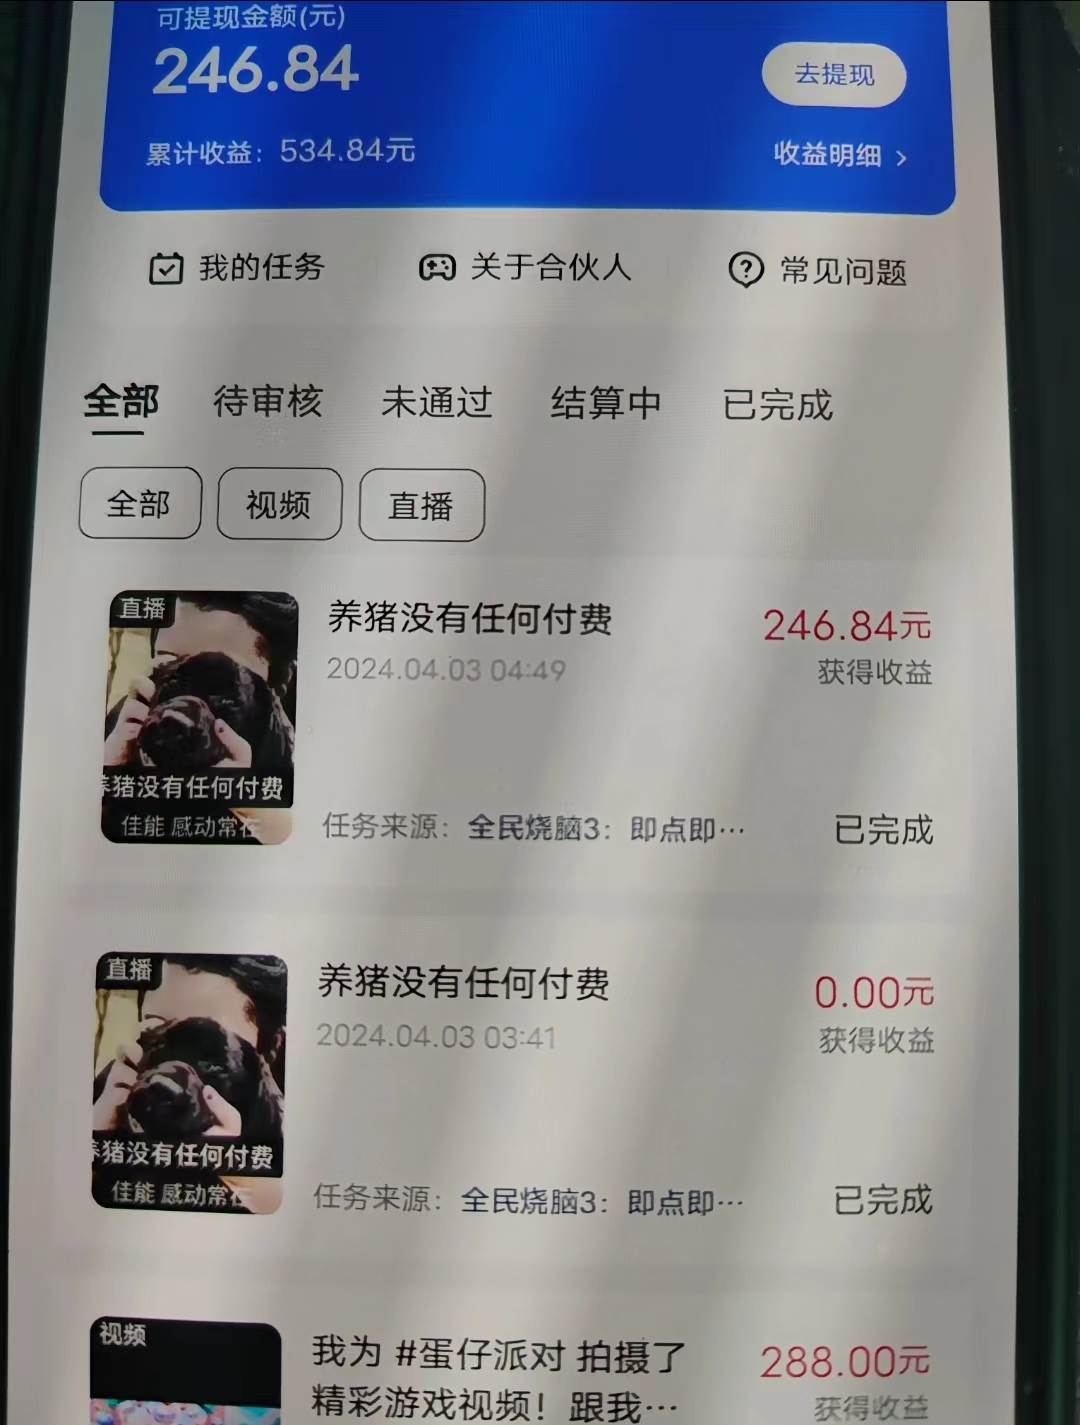 可提现金额(元)
246.84
去提现
累计收益：534.84元
收益明细 >
我的任务
关于合伙人
常见问题
全部
待审核
未通过
结算中
已完成
全部
视频
直播
直播
养猪没有任何付费
246.84元
2024.04.03 04:49
获得收益
养猪没有任何付费
佳能 感动常在
任务来源：全民烧脑3：即点即…
已完成
直播
养猪没有任何付费
0.00元
2024.04.03 03:41
获得收益
养猪没有任何付费
佳能 感动常在
任务来源：全民烧脑3：即点即…
已完成
视频
我为 #蛋仔派对 拍摄了
288.00元
精彩游戏视频！跟我…
获得收益